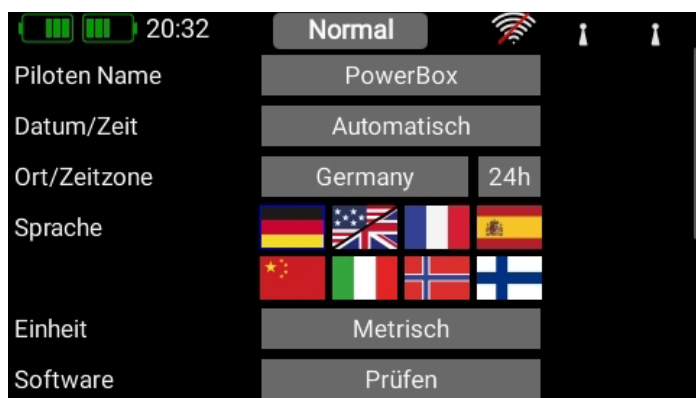 20:32 Normal
Piloten Name PowerBox
Datum/Zeit Automatisch
Ort/Zeitzone Germany 24h
Sprache
Einheit Metrisch
Software Prüfen